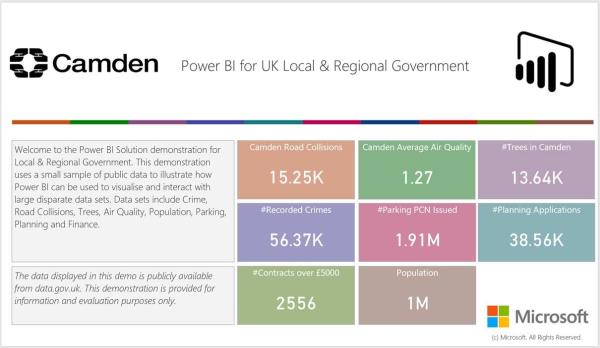 Camden
Power BI for UK Local & Regional Government
Welcome to the Power BI Solution demonstration for
Local & Regional Government. This demonstration
uses a small sample of public data to illustrate how
Power BI can be used to visualise and interact with
large disparate data sets. Data sets include Crime,
Road Collisions, Trees, Air Quality, Population, Parking,
Planning and Finance.
The data displayed in this demo is publicly available
from data.gov.uk. This demonstration is provided for
information and evaluation purposes only.
Camden Road Collisions
15.25K
Camden Average Air Quality
1.27
#Trees in Camden
13.64K
#Recorded Crimes
56.37K
#Parking PCN Issued
1.91M
#Planning Applications
38.56K
#Contracts over £5000
2556
Population
1M
Microsoft
(c) Microsoft. All Rights Reserved.